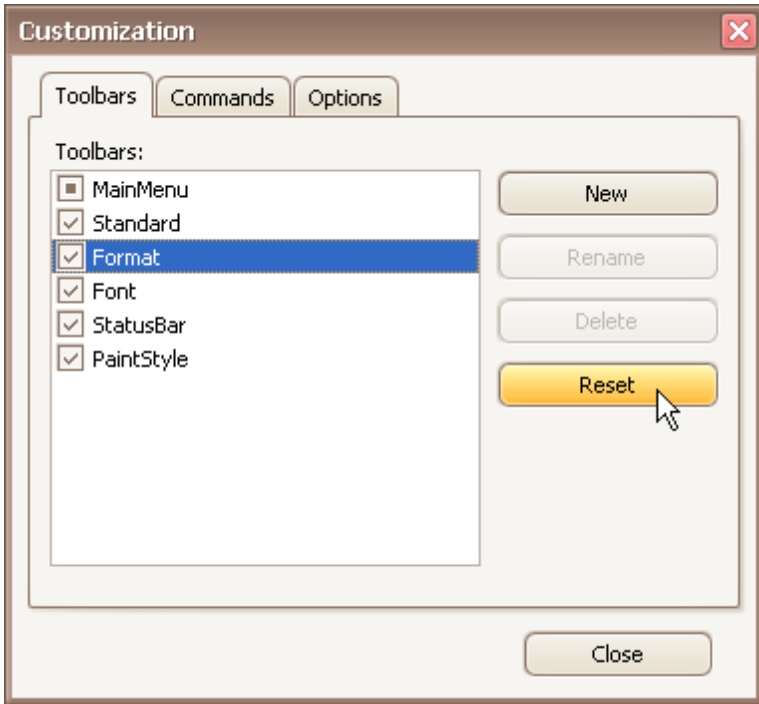 Customization
Toolbars Commands Options
Toolbars:
MainMenu
Standard
Format
Font
StatusBar
PaintStyle
New
Rename
Delete
Reset
Close